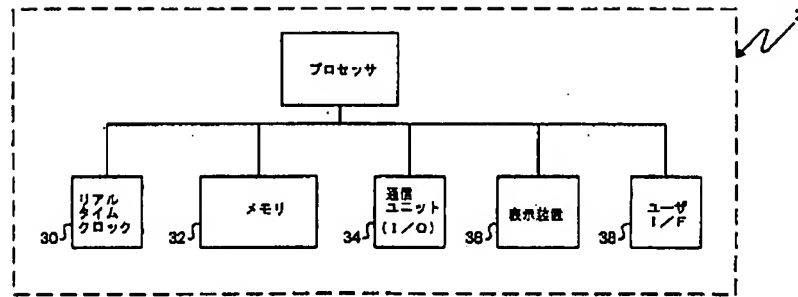 プロセッサ
リアル
タイム
クロック
30
メモリ
32
通信
ユニット
(I/O)
34
表示装置
36
ユーザ
I/F
38